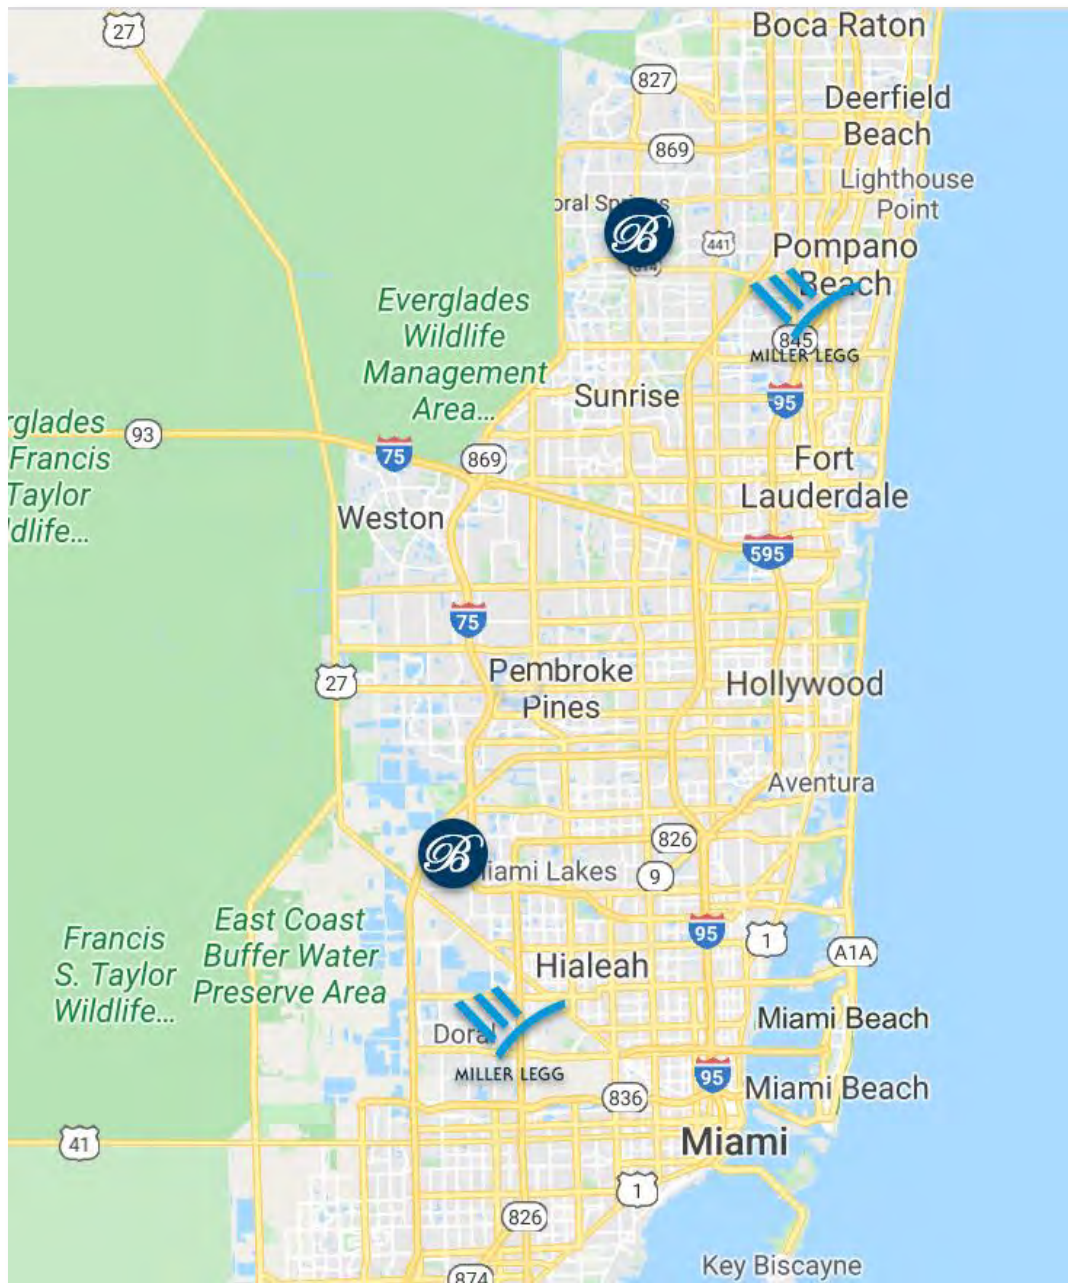 27
Boca Raton
827
Deerfield
Beach
869
Lighthouse
Point
oral Springs
B
441
Pompano
Beach
Everglades
Wildlife
Management
Area...
845
MILLER LEGG
Sunrise
95
rglades
Francis
Taylor
ldlife...
93
75
869
Fort
Lauderdale
Weston
595
75
27
Pembroke
Pines
Hollywood
Aventura
826
B
iami Lakes
9
East Coast
Buffer Water
Preserve Area
Francis
S. Taylor
Wildlife...
95
1
A1A
Hialeah
Doral
MILLER LEGG
Miami Beach
95
Miami Beach
836
41
Miami
1
826
Key Biscayne
874